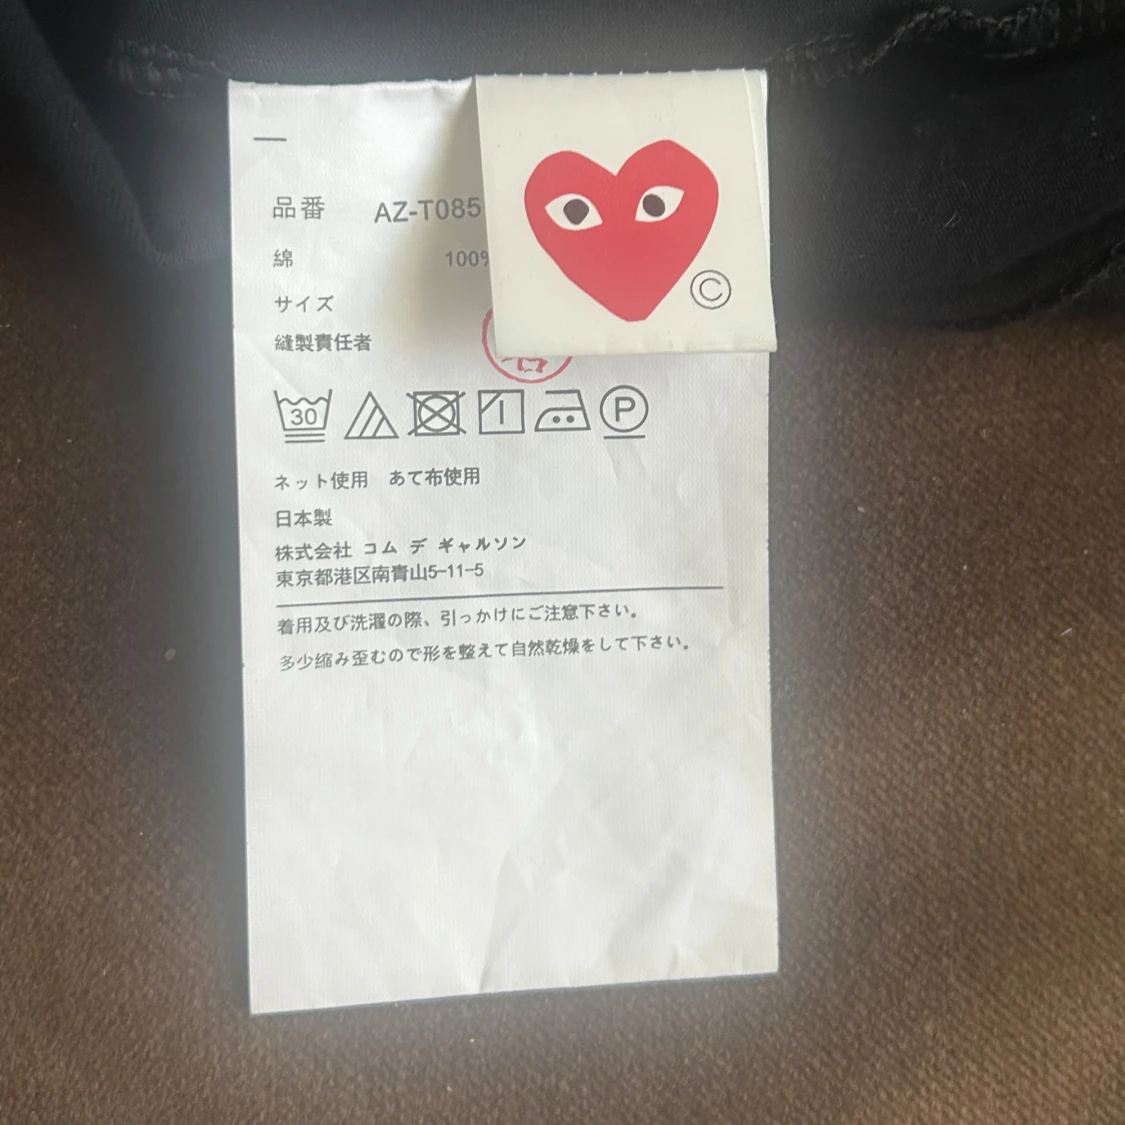 品番 AZ-T085
綿 100%
サイズ
縫製責任者
30
P
ネット使用 あて布使用
日本製
株式会社 コム デ ギャルソン
東京都港区南青山5-11-5
着用及び洗濯の際、引っかけにご注意下さい。
多少縮み歪むので形を整えて自然乾燥をして下さい。
©